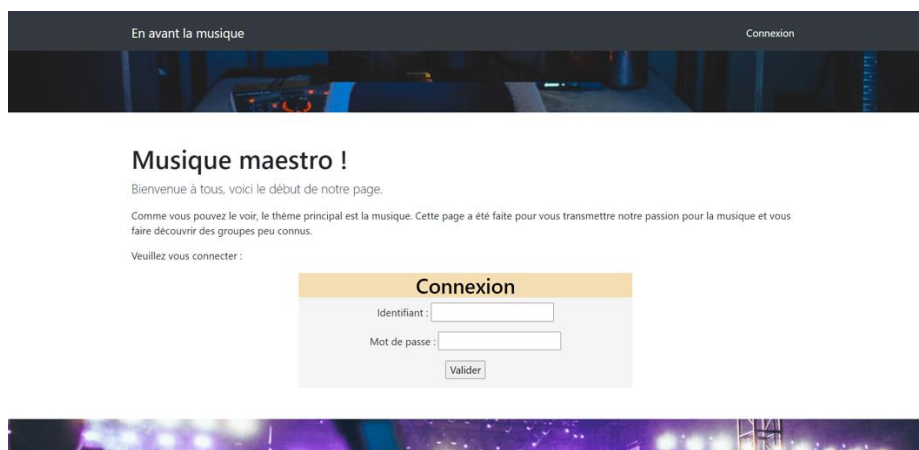 En avant la musique
Connexion
Musique maestro !
Bienvenue à tous, voici le début de notre page.
Comme vous pouvez le voir, le thème principal est la musique. Cette page a été faite pour vous transmettre notre passion pour la musique et vous
faire découvrir des groupes peu connus.
Veuillez vous connecter :
Connexion
Identifiant :
Mot de passe :
Valider